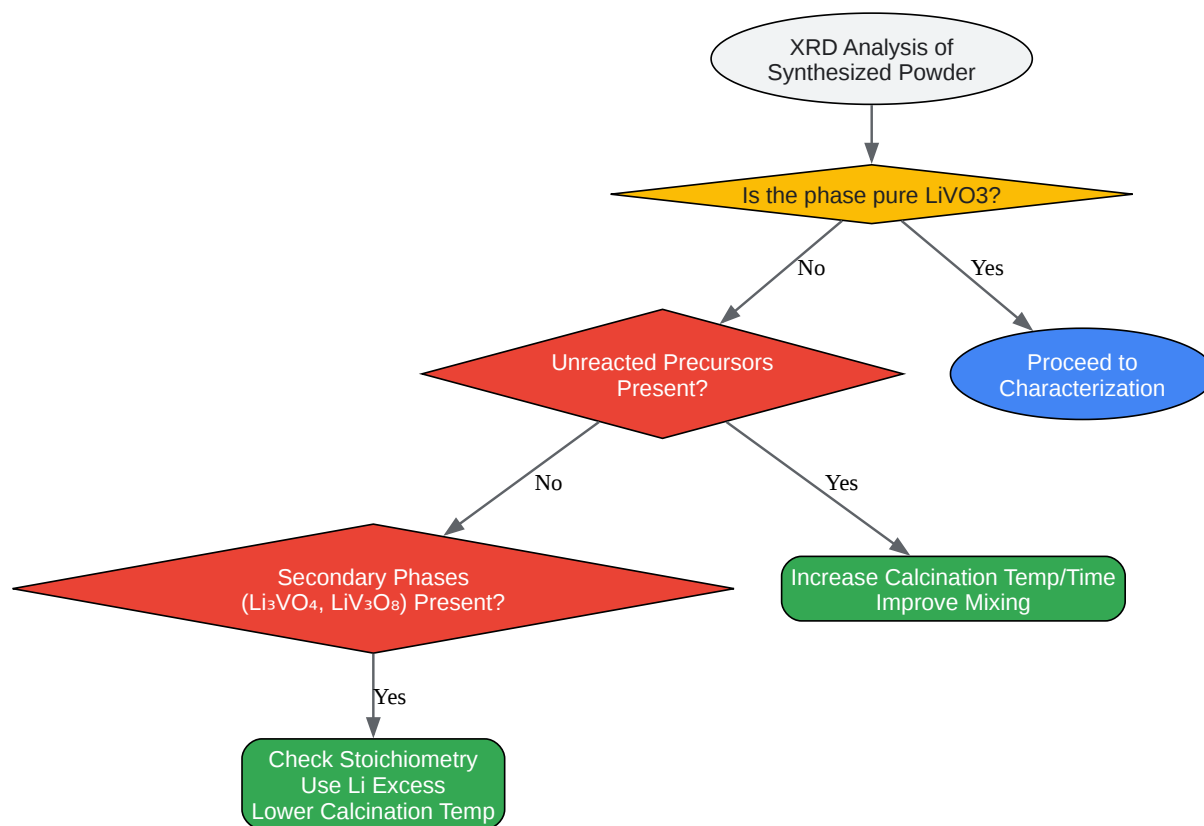 XRD Analysis of
Synthesized Powder
Is the phase pure LiVO3?
No
Yes
Unreacted Precursors
Present?
Proceed to
Characterization
No
Yes
Secondary Phases
(Li₃VO₄, LiV₃O₈) Present?
Increase Calcination Temp/Time
Improve Mixing
Yes
Check Stoichiometry
Use Li Excess
Lower Calcination Temp